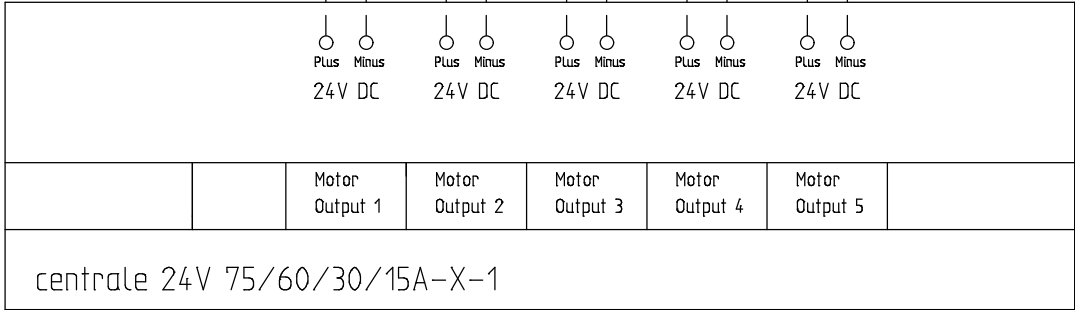 Plus Minus Plus Minus Plus Minus Plus Minus Plus Minus
24V DC 24V DC 24V DC 24V DC 24V DC
Motor Motor Motor Motor Motor
Output 1 Output 2 Output 3 Output 4 Output 5
centrale 24V 75/60/30/15A-X-1